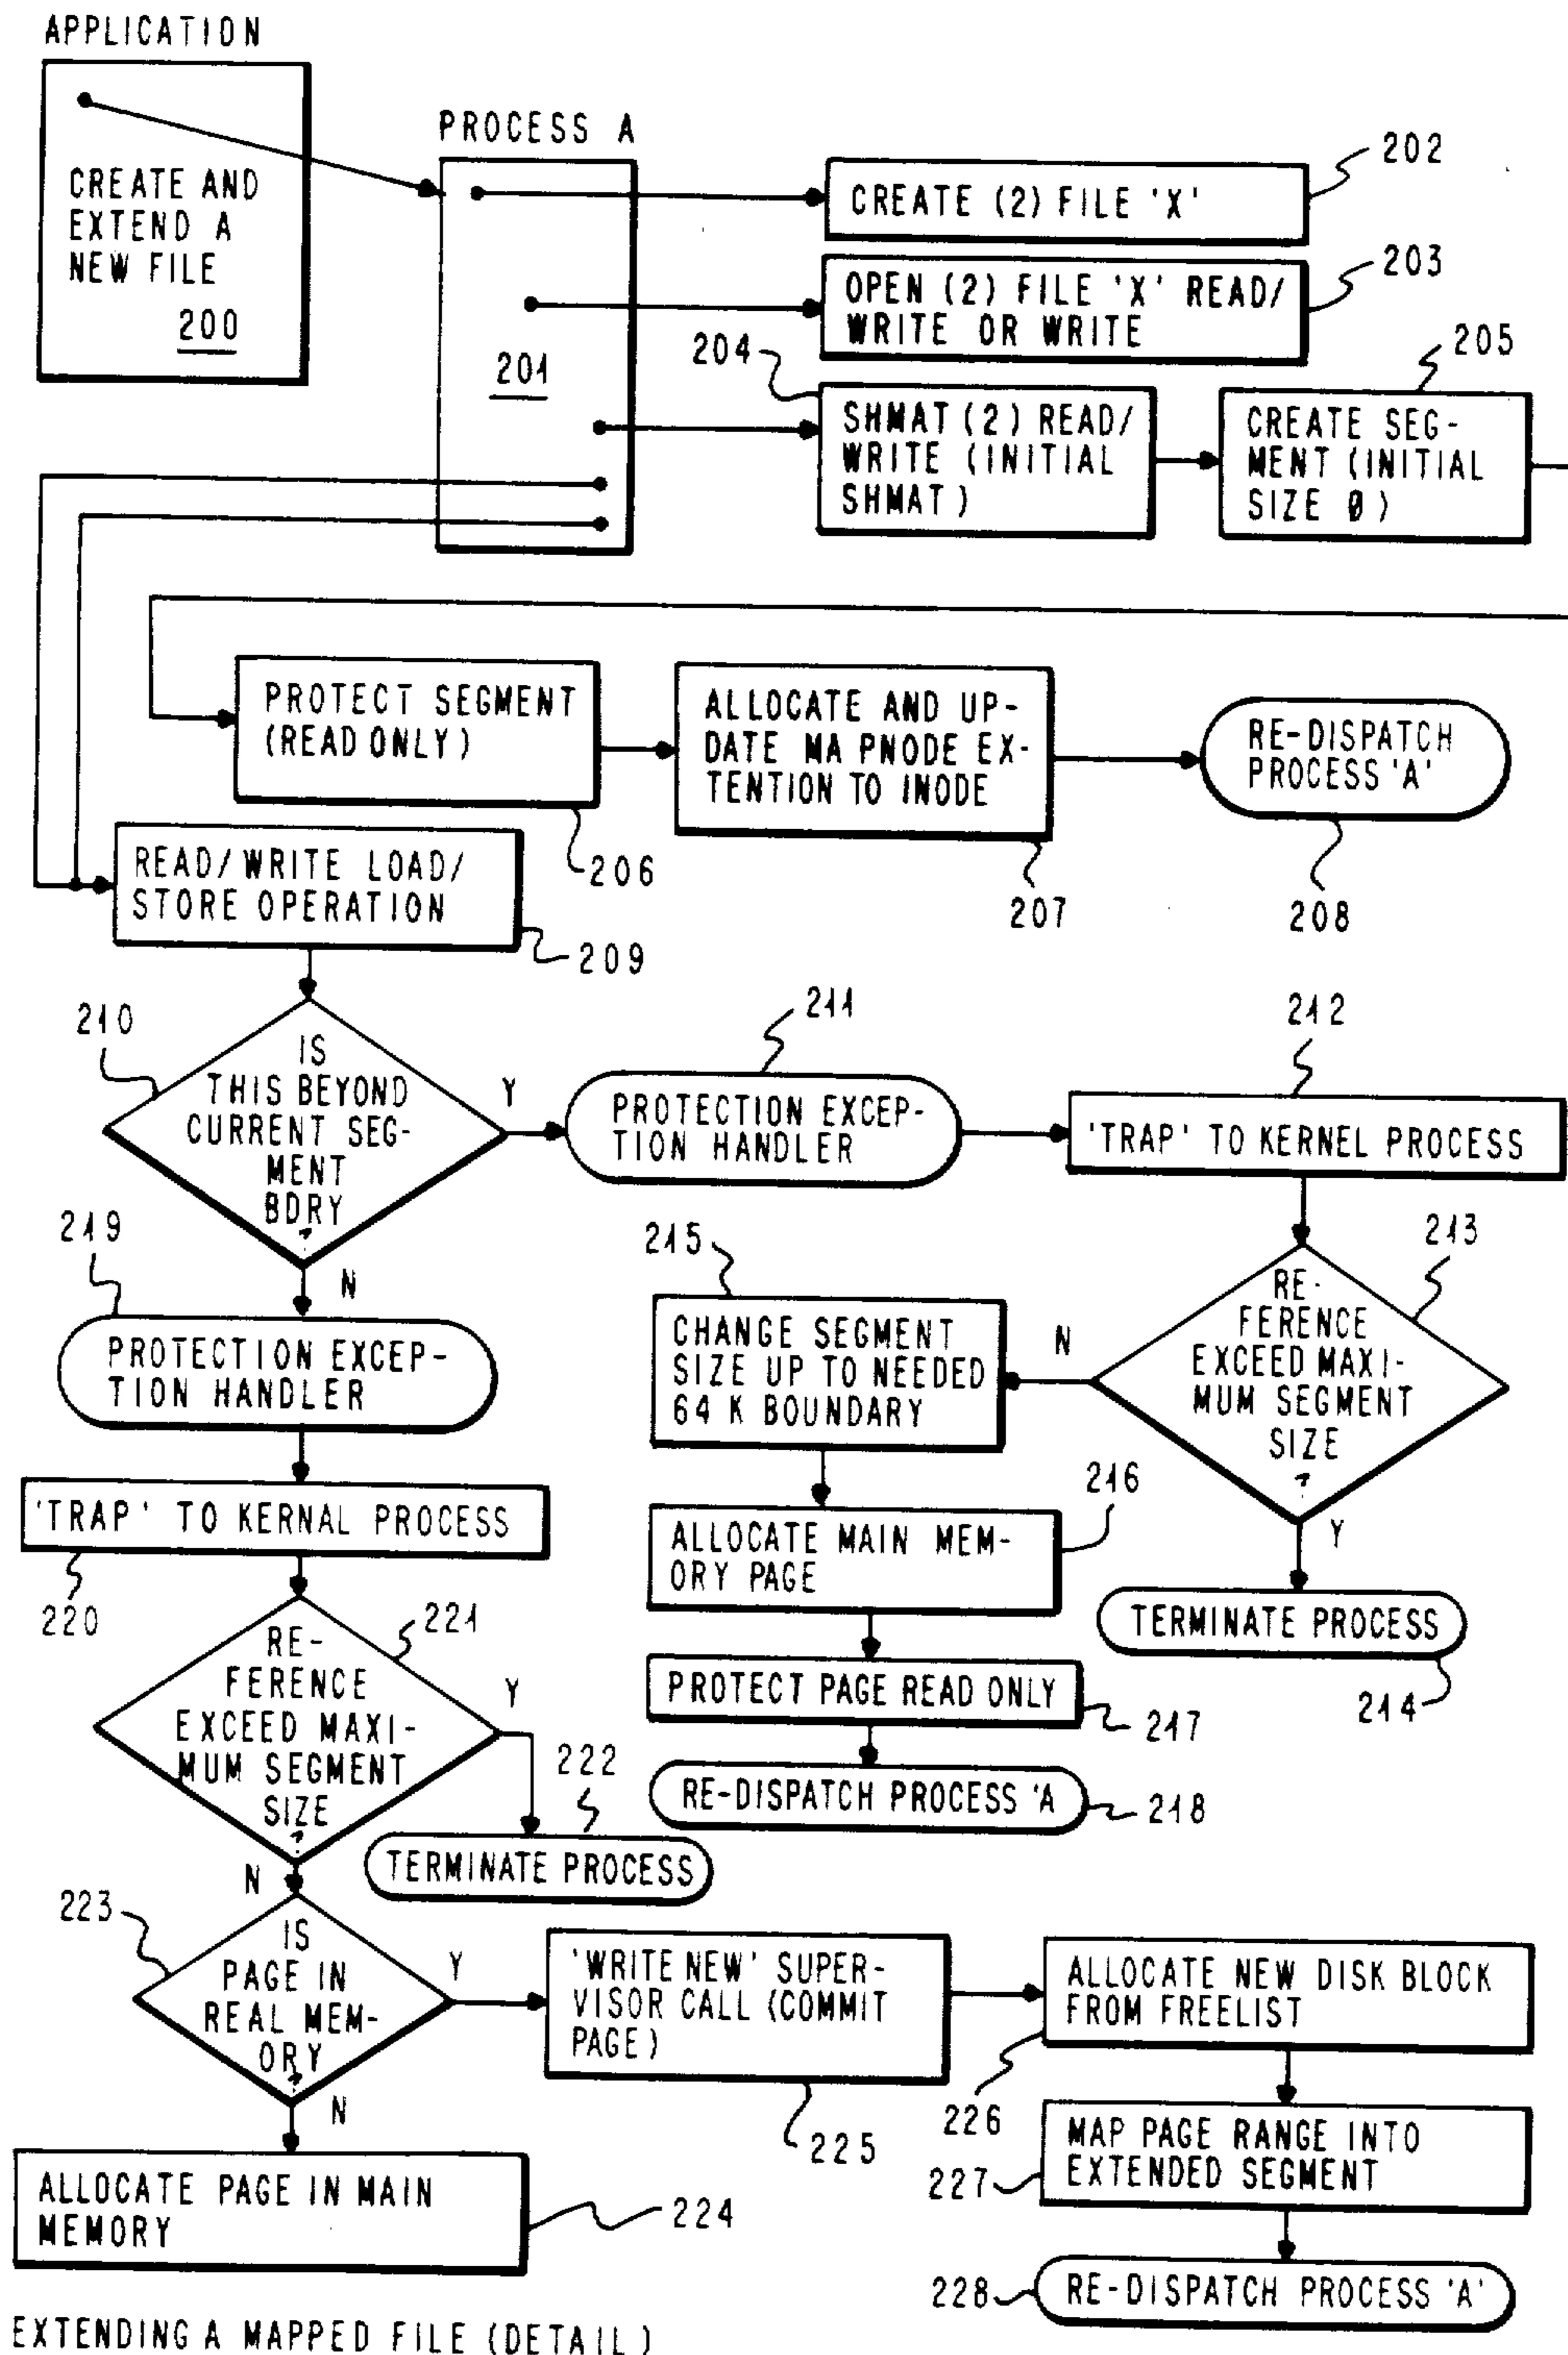 APPLICATION
CREATE AND
EXTEND A
NEW FILE
200
PROCESS A
201
CREATE (2) FILE 'X'
202
OPEN (2) FILE 'X' READ/
WRITE OR WRITE
203
204
SHMAT (2) READ/
WRITE (INITIAL
SHMAT)
205
CREATE SEG-
MENT (INITIAL
SIZE 0)
PROTECT SEGMENT
(READ ONLY)
206
ALLOCATE AND UP-
DATE MA PNODE EX-
TENTION TO INODE
207
RE-DISPATCH
PROCESS 'A'
208
READ/WRITE LOAD/
STORE OPERATION
209
210
IS
THIS BEYOND
CURRENT SEG-
MENT
BDRY
?
Y
N
211
PROTECTION EXCEP-
TION HANDLER
212
'TRAP' TO KERNEL PROCESS
213
RE-
FERENCE
EXCEED MAXI-
MUM SEGMENT
SIZE
?
N
Y
TERMINATE PROCESS
214
215
CHANGE SEGMENT
SIZE UP TO NEEDED
64 K BOUNDARY
216
ALLOCATE MAIN MEM-
ORY PAGE
PROTECT PAGE READ ONLY
217
RE-DISPATCH PROCESS 'A
218
219
PROTECTION EXCEP-
TION HANDLER
'TRAP' TO KERNAL PROCESS
220
221
RE-
FERENCE
EXCEED MAXI-
MUM SEGMENT
SIZE
?
Y
N
222
TERMINATE PROCESS
223
IS
PAGE IN
REAL MEM-
ORY
?
Y
N
ALLOCATE PAGE IN MAIN
MEMORY
224
'WRITE NEW' SUPER-
VISOR CALL (COMMIT
PAGE)
225
ALLOCATE NEW DISK BLOCK
FROM FREELIST
226
MAP PAGE RANGE INTO
EXTENDED SEGMENT
227
228
RE-DISPATCH PROCESS 'A'
EXTENDING A MAPPED FILE (DETAIL)